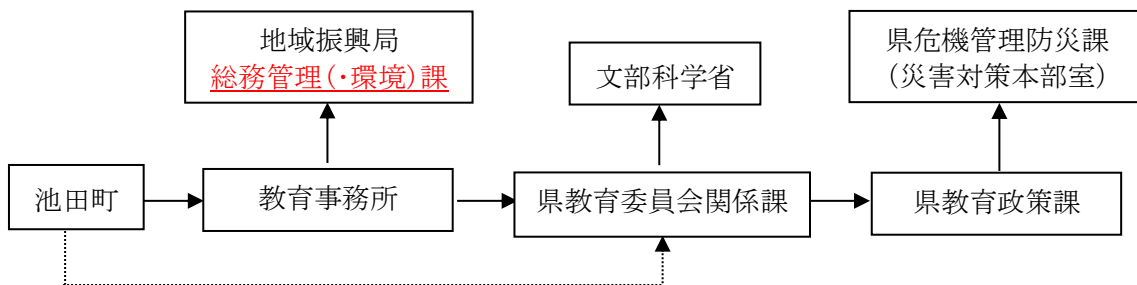 地域振興局
総務管理(・環境)課
文部科学省
県危機管理防災課
(災害対策本部室)
池田町
教育事務所
県教育委員会関係課
県教育政策課